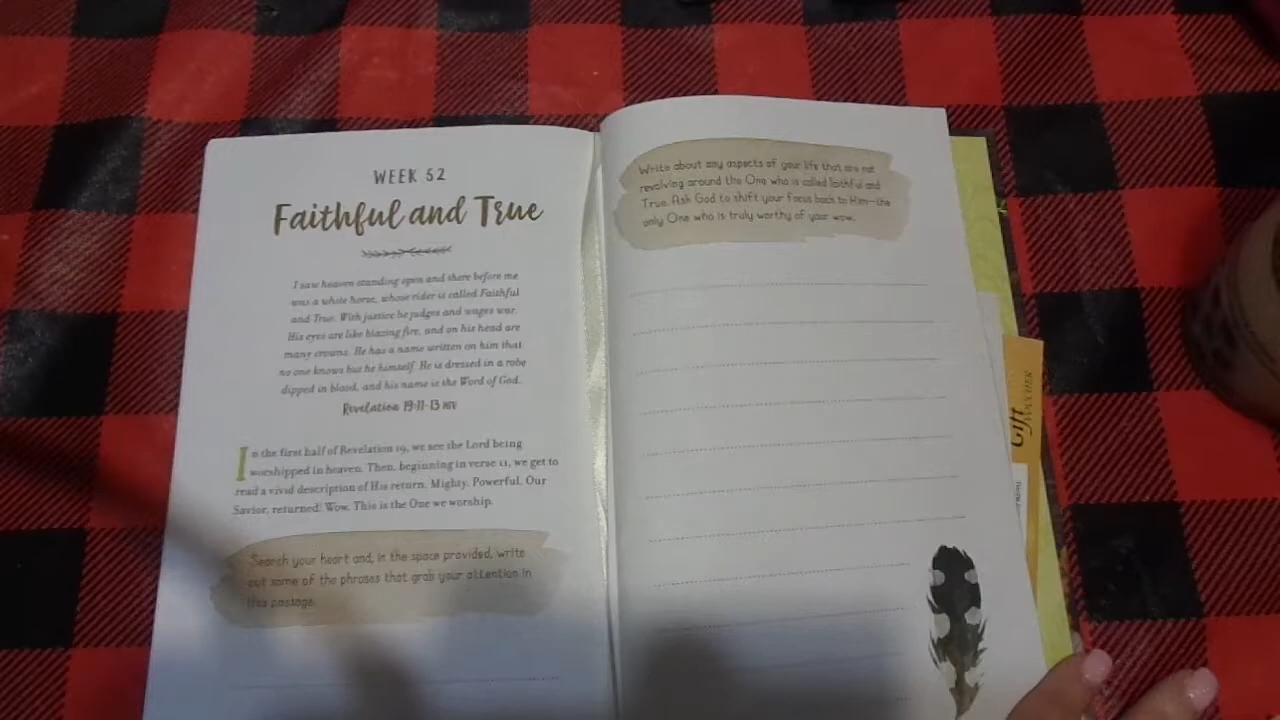 WEEK 52
Faithful and True
I saw heaven standing open and there before me
was a white horse, whose rider is called Faithful
and True. With justice he judges and wages war.
His eyes are like blazing fire, and on his head are
many crowns. He has a name written on him that
no one knows but he himself. He is dressed in a robe
dipped in blood, and his name is the Word of God.
Revelation 19:11-13 NIV
In the first half of Revelation 19, we see the Lord being
worshipped in heaven. Then, beginning in verse 11, we get to
read a vivid description of His return. Mighty. Powerful. Our
Savior, returned! Wow. This is the One we worship.
Search your heart and, in the space provided, write
out some of the phrases that grab your attention in
this passage.
Write about any aspects of your life that are not
revolving around the One who is called Faithful and
True. Ask God to shift your focus back to Him—the
only One who is truly worthy of your wow.
Gift
VOUCHER